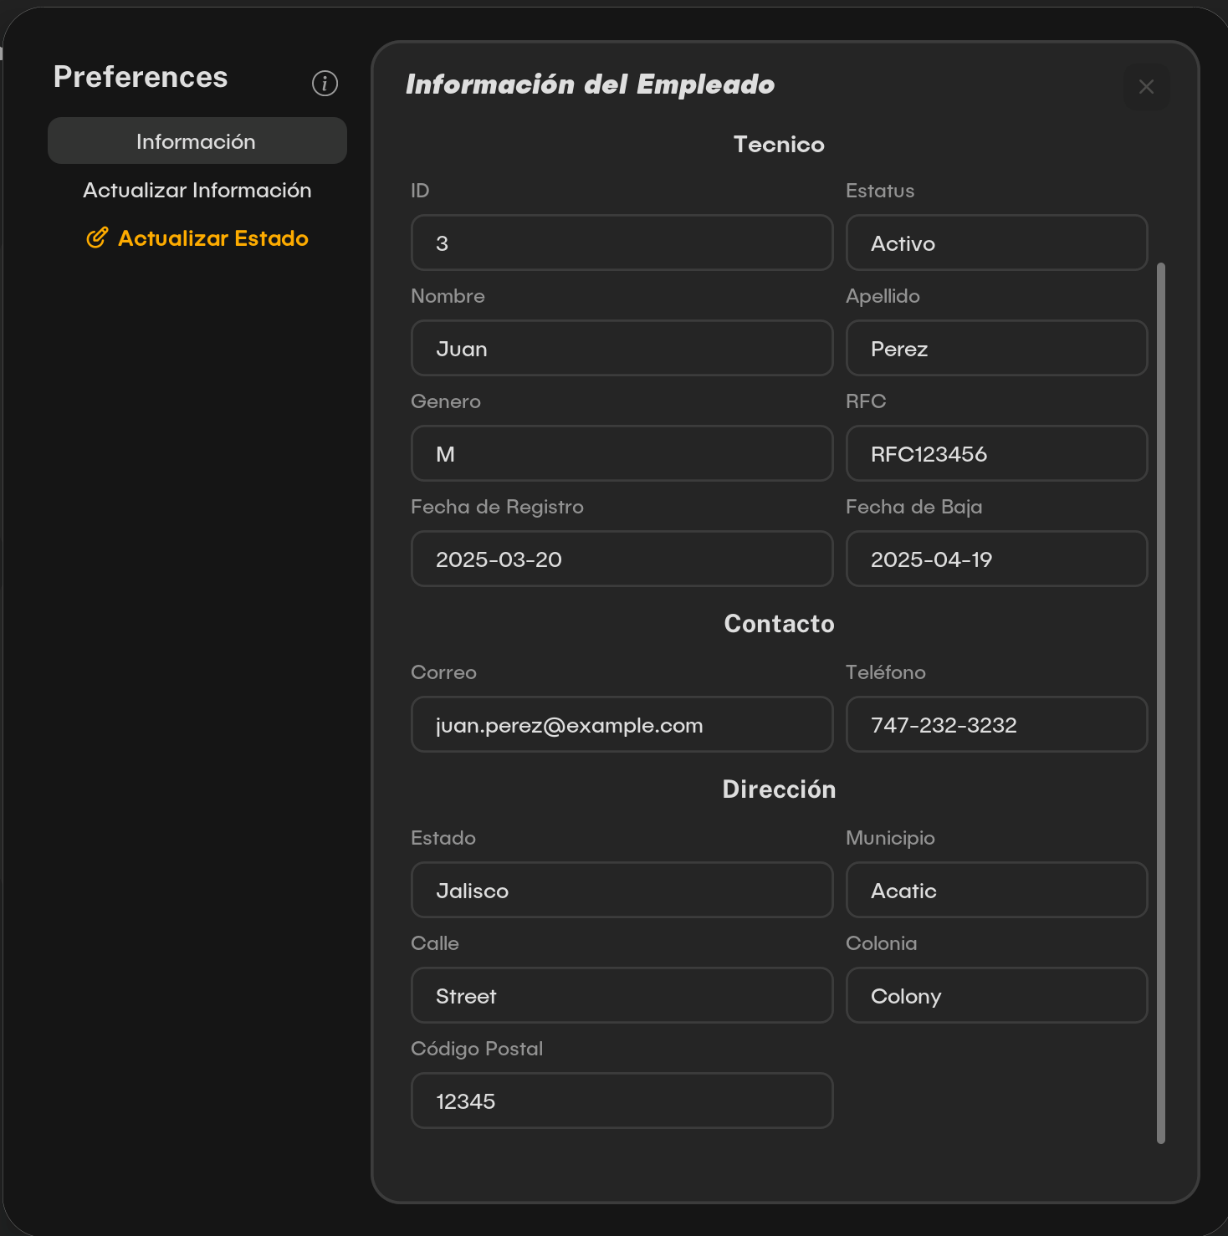 Preferences
Información
Actualizar Información
Actualizar Estado
Información del Empleado
Tecnico
ID
Estatus
3
Activo
Nombre
Apellido
Juan
Perez
Genero
RFC
M
RFC123456
Fecha de Registro
Fecha de Baja
2025-03-20
2025-04-19
Contacto
Correo
Teléfono
juan.perez@example.com
747-232-3232
Dirección
Estado
Municipio
Jalisco
Acatic
Calle
Colonia
Street
Colony
Código Postal
12345